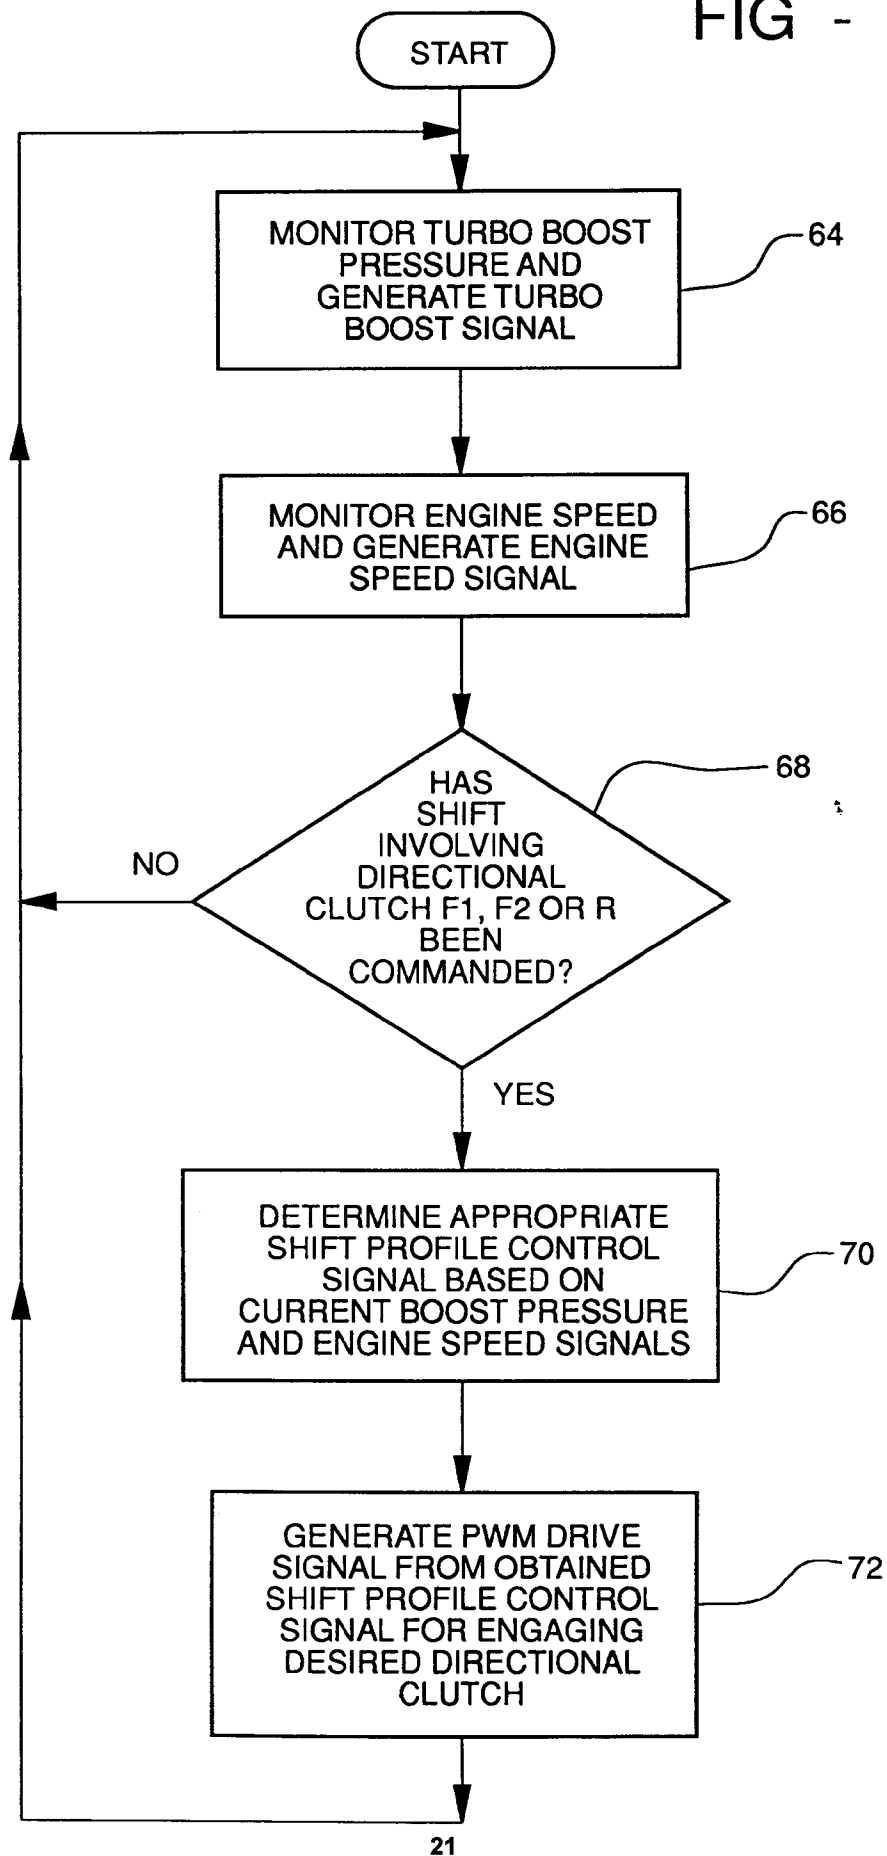 FIG -
START
MONITOR TURBO BOOST
PRESSURE AND
GENERATE TURBO
BOOST SIGNAL
64
MONITOR ENGINE SPEED
AND GENERATE ENGINE
SPEED SIGNAL
66
HAS
SHIFT
INVOLVING
DIRECTIONAL
CLUTCH F1, F2 OR R
BEEN
COMMANDED?
68
NO
YES
DETERMINE APPROPRIATE
SHIFT PROFILE CONTROL
SIGNAL BASED ON
CURRENT BOOST PRESSURE
AND ENGINE SPEED SIGNALS
70
GENERATE PWM DRIVE
SIGNAL FROM OBTAINED
SHIFT PROFILE CONTROL
SIGNAL FOR ENGAGING
DESIRED DIRECTIONAL
CLUTCH
72
21